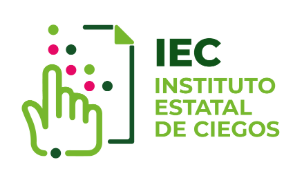 IEC
INSTITUTO
ESTATAL
DE CIEGOS